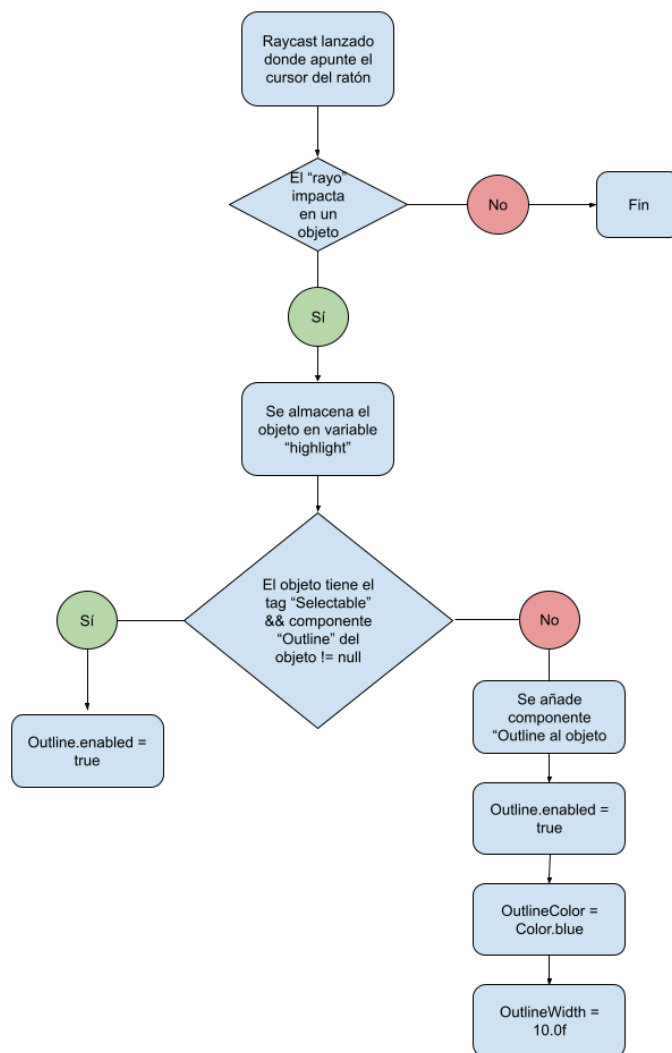 Raycast lanzado
donde apunte el
cursor del ratón
El “rayo”
impacta
en un
objeto
No
Fin
Sí
Se almacena el
objeto en variable
“highlight”
El objeto tiene el
tag “Selectable”
&& componente
“Outline” del
objeto != null
Sí
No
Outline.enabled =
true
Se añade
componente
“Outline al objeto
Outline.enabled =
true
OutlineColor =
Color.blue
OutlineWidth =
10.0f